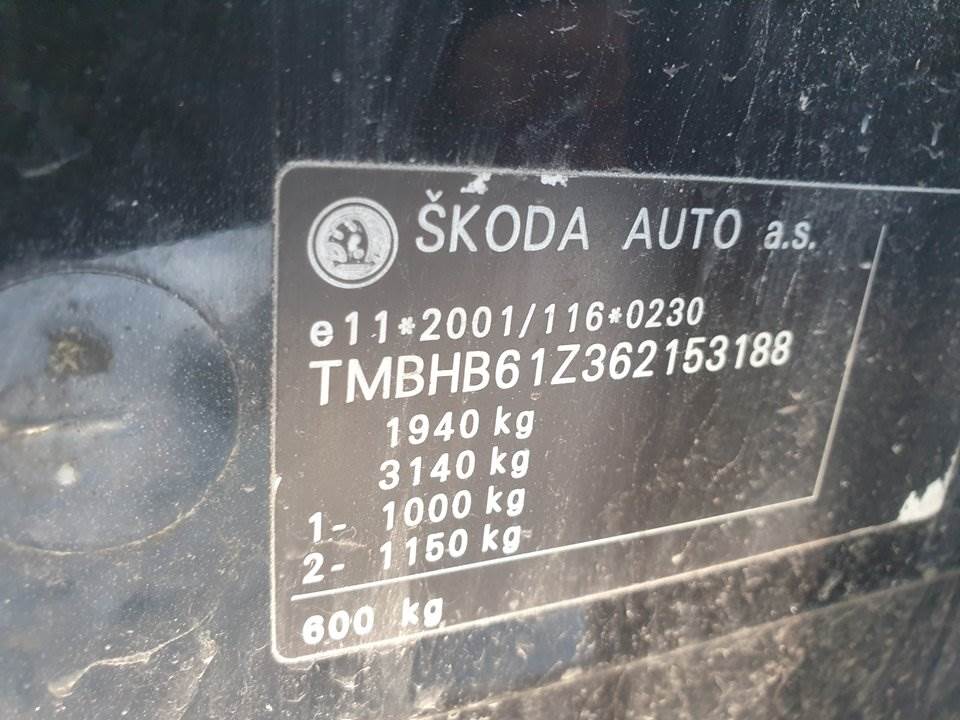 ŠKODA AUTO a.s.
e11*2001/116*0230
TMBHB61Z362153188
1940 kg
3140 kg
1- 1000 kg
2- 1150 kg
600 kg